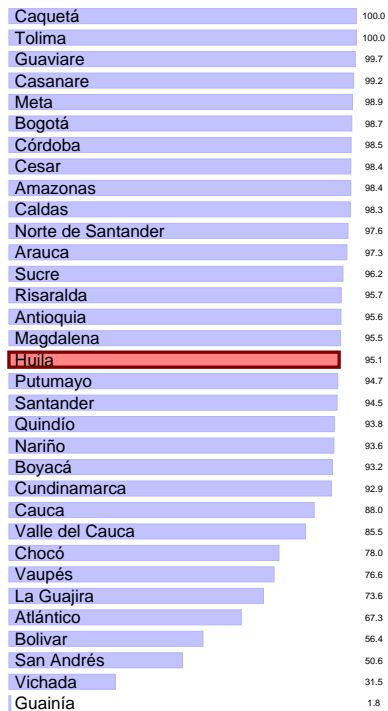 Caquetá 100.0
Tolima 100.0
Guaviare 99.7
Casanare 99.2
Meta 98.9
Bogotá 98.7
Córdoba 98.5
Cesar 98.4
Amazonas 98.4
Caldas 98.3
Norte de Santander 97.6
Arauca 97.3
Sucre 96.2
Risaralda 95.7
Antioquia 95.6
Magdalena 95.5
Huila 95.1
Putumayo 94.7
Santander 94.5
Quindío 93.8
Nariño 93.6
Boyacá 93.2
Cundinamarca 92.9
Cauca 88.0
Valle del Cauca 85.5
Chocó 78.0
Vaupés 76.6
La Guajira 73.6
Atlántico 67.3
Bolivar 56.4
San Andrés 50.6
Vichada 31.5
Guainía 1.8